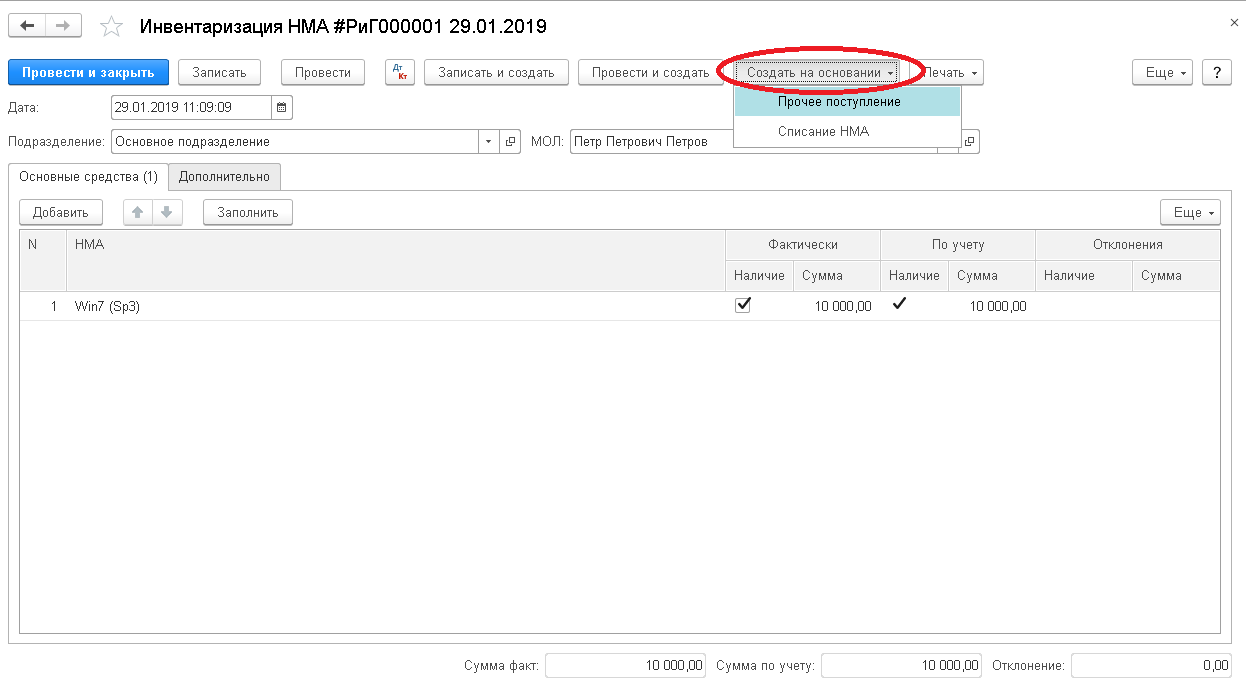 Инвентаризация НМА #РиГ000001 29.01.2019
Провести и закрыть Записать Провести Дт Кт Записать и создать Провести и создать Создать на основании Печать Еще ?
Прочее поступление
Списание НМА
Дата: 29.01.2019 11:09:09
Подразделение: Основное подразделение МОЛ: Петр Петрович Петров
Основные средства (1) Дополнительно
Добавить Заполнить Еще
N НМА Фактически По учету Отклонения
Наличие Сумма Наличие Сумма Наличие Сумма
1 Win7 (Sp3) 10 000,00 10 000,00
Сумма факт: 10 000,00 Сумма по учету: 10 000,00 Отклонение: 0,00